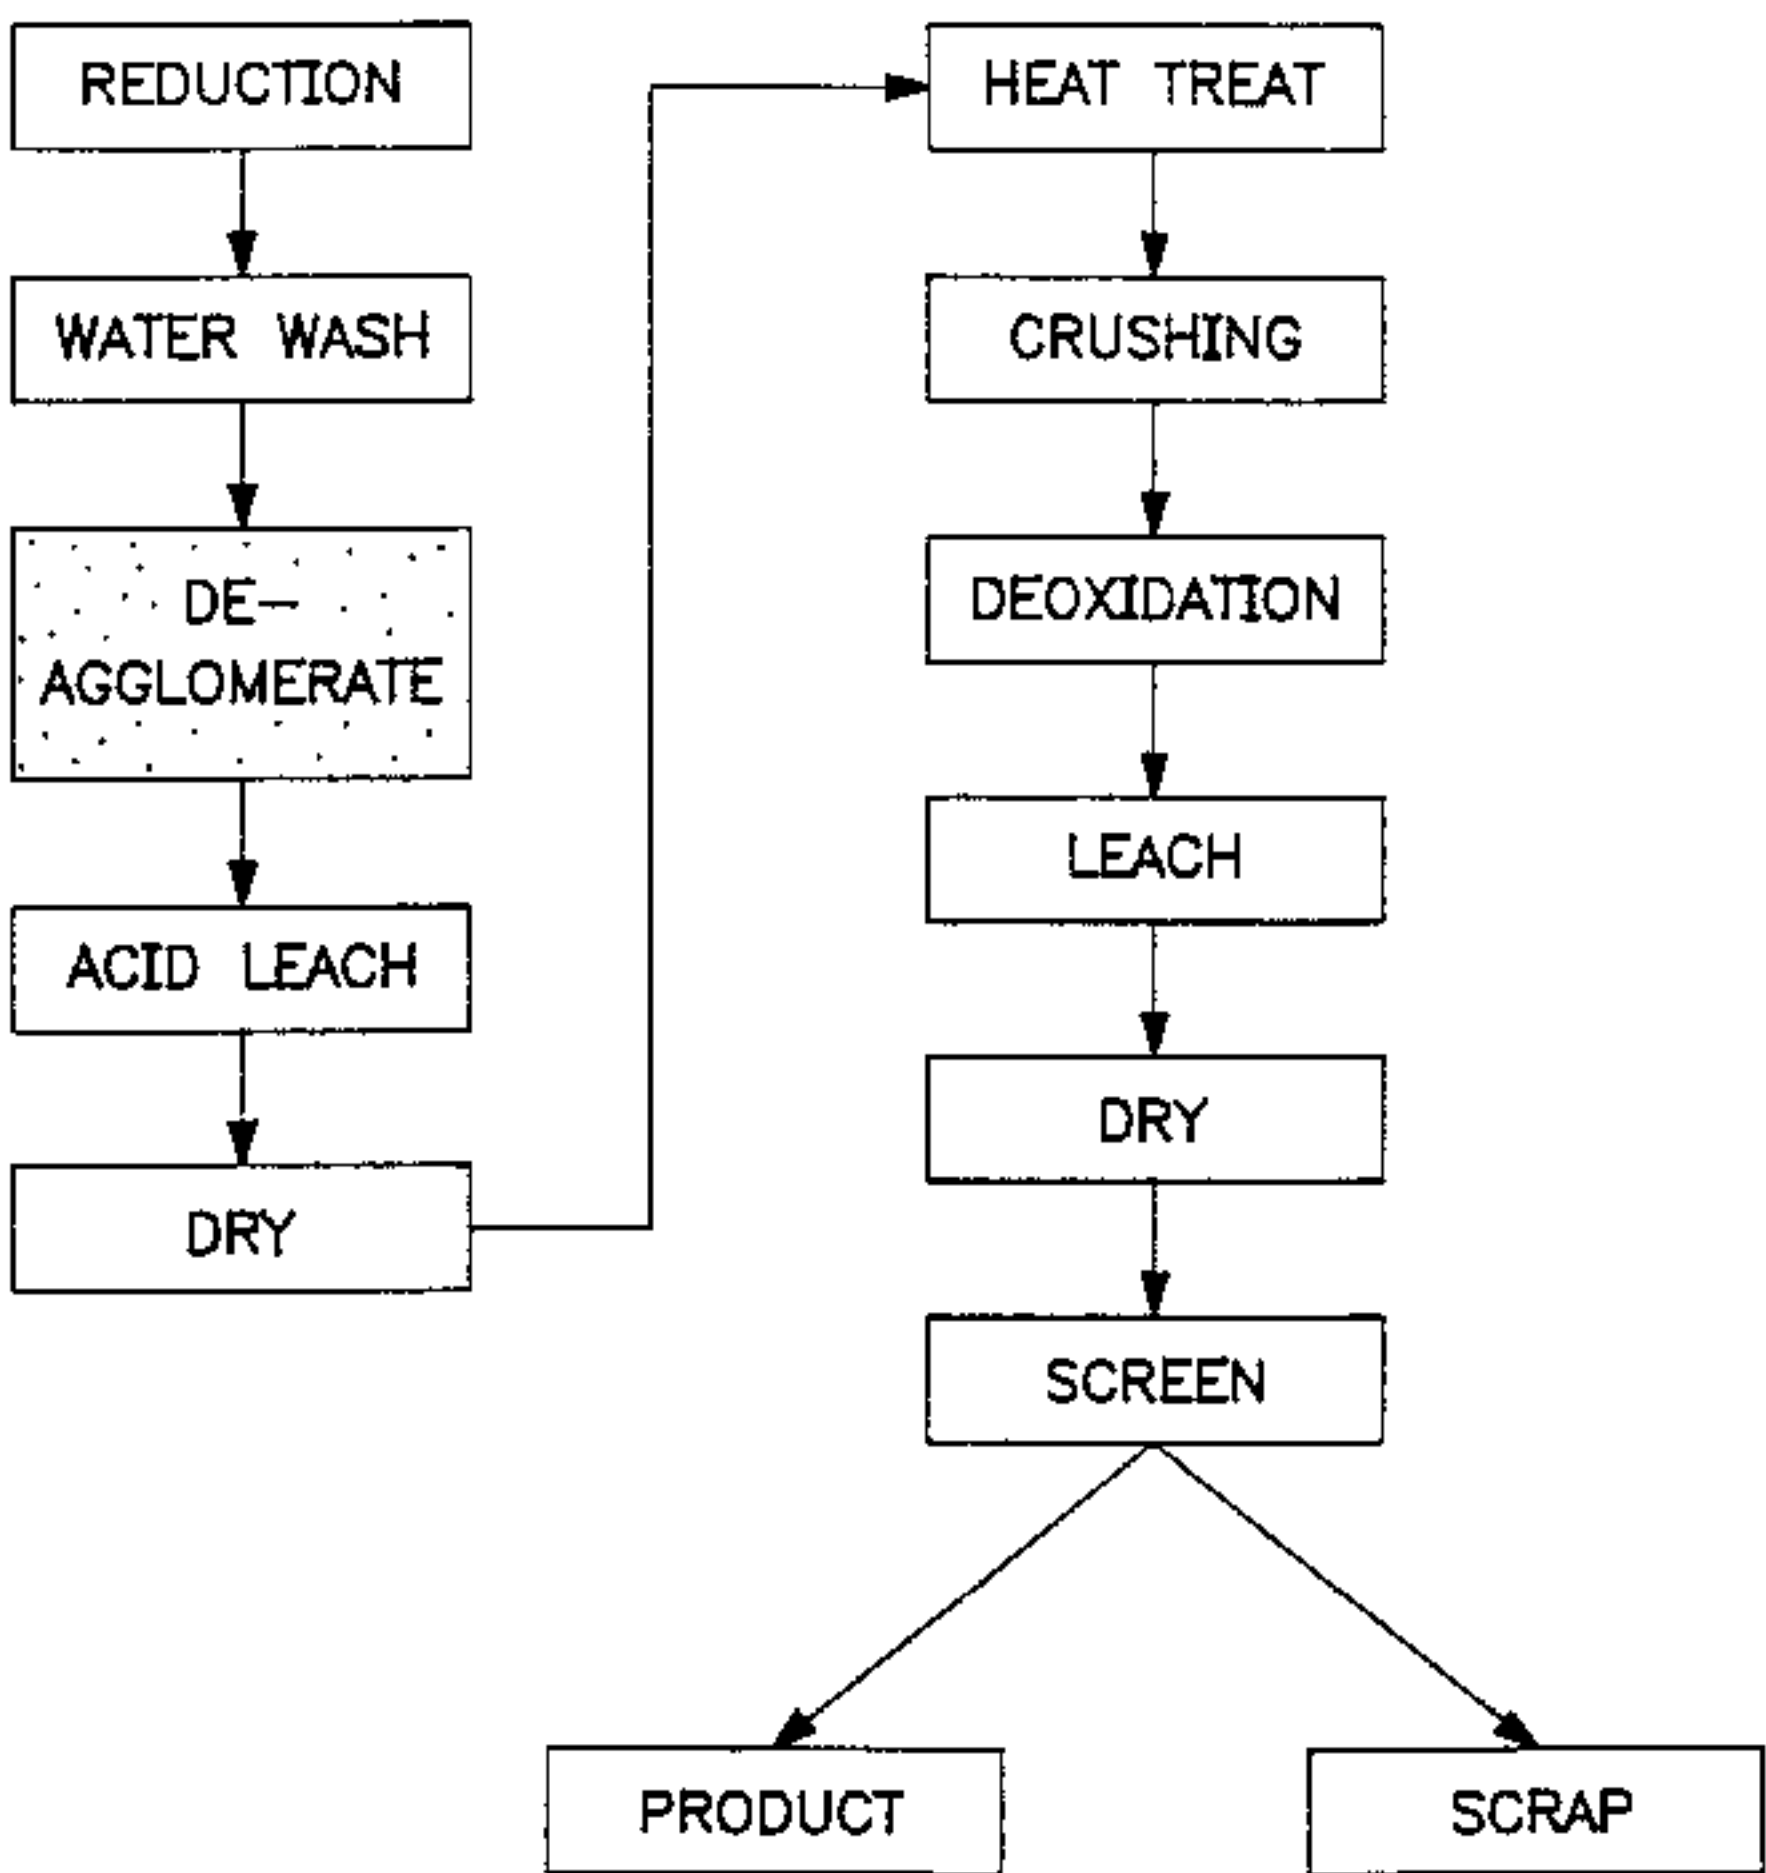 REDUCTION
WATER WASH
DE-
AGGLOMERATE
ACID LEACH
DRY
HEAT TREAT
CRUSHING
DEOXIDATION
LEACH
DRY
SCREEN
PRODUCT
SCRAP